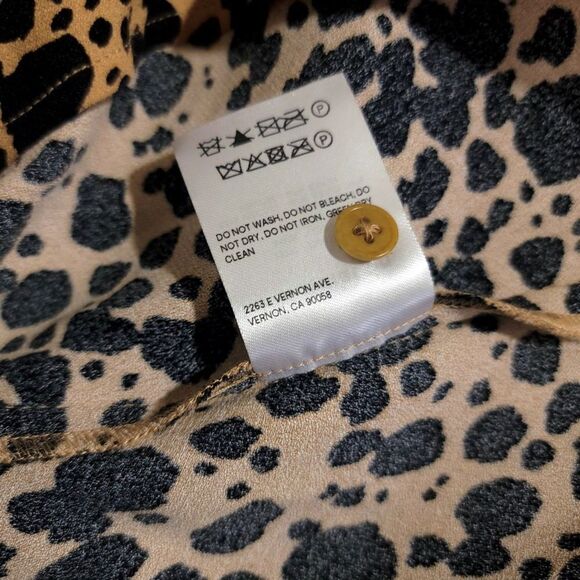 P
P
DO NOT WASH, DO NOT BLEACH, DO
NOT DRY, DO NOT IRON, GREEN DRY
CLEAN
2263 E VERNON AVE.
VERNON, CA 90058